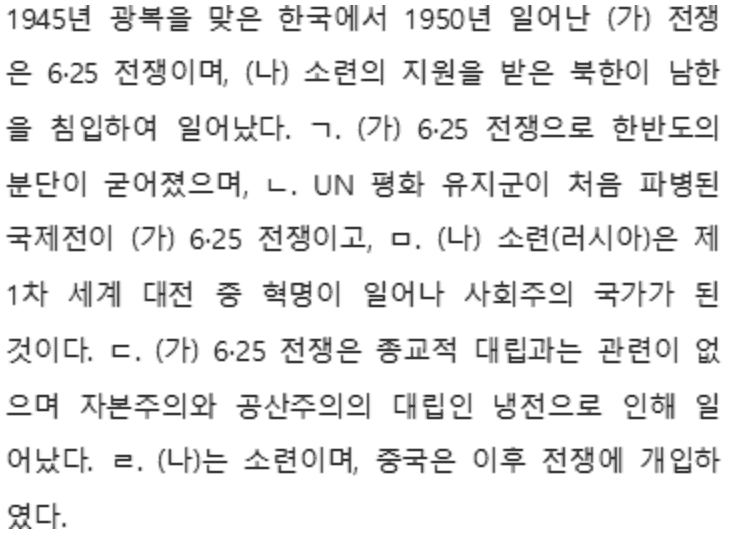 1945년 광복을 맞은 한국에서 1950년 일어난 (가) 전쟁
은 6·25 전쟁이며, (나) 소련의 지원을 받은 북한이 남한
을 침입하여 일어났다. ㄱ. (가) 6·25 전쟁으로 한반도의
분단이 굳어졌으며, ㄴ. UN 평화 유지군이 처음 파병된
국제전이 (가) 6·25 전쟁이고, ㅁ. (나) 소련(러시아)은 제
1차 세계 대전 중 혁명이 일어나 사회주의 국가가 된
것이다. ㄷ. (가) 6·25 전쟁은 종교적 대립과는 관련이 없
으며 자본주의와 공산주의의 대립인 냉전으로 인해 일
어났다. ㄹ. (나)는 소련이며, 중국은 이후 전쟁에 개입하
였다.